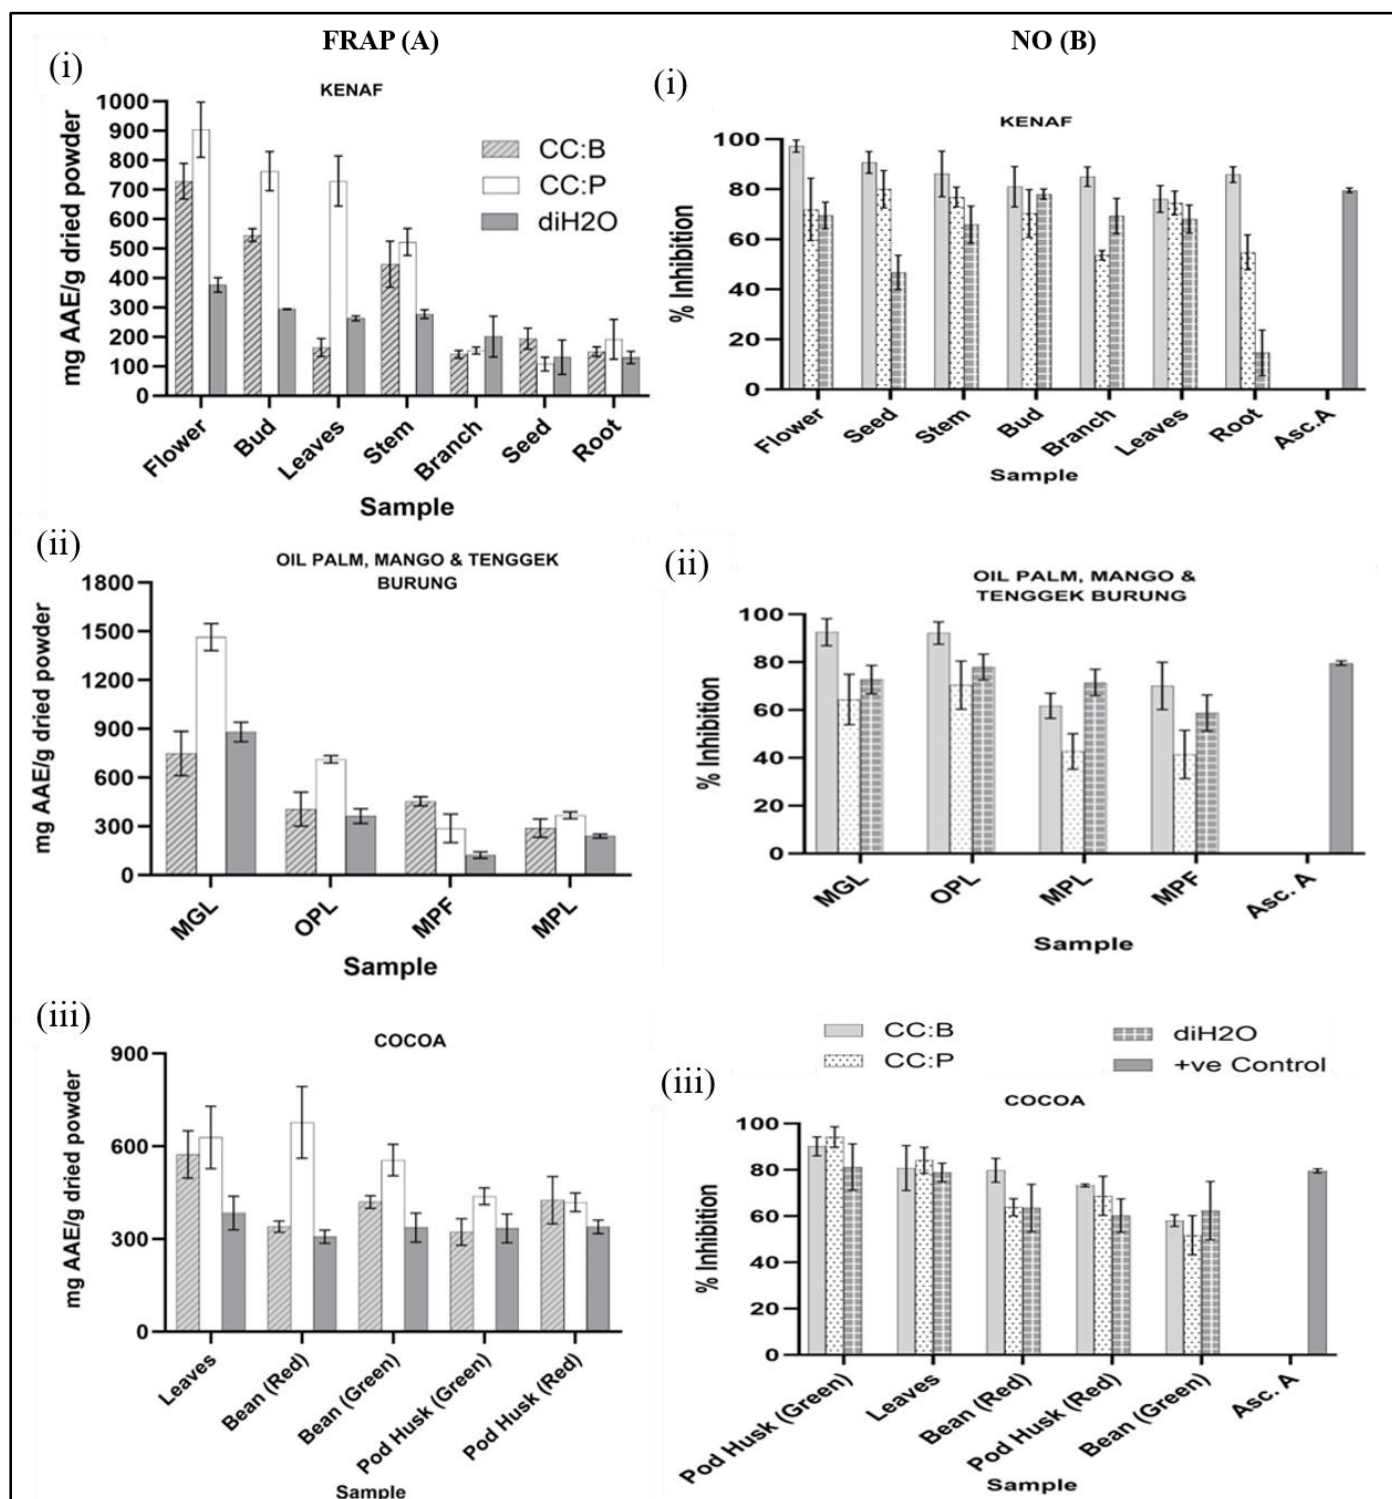 FRAP (A)
NO (B)
(i)
KENAF
1000
900
800
700
600
500
400
300
200
100
0
mg AAE/g dried powder
CC:B
CC:P
diH2O
Flower
Bud
Leaves
Stem
Branch
Seed
Root
Sample
(i)
KENAF
100
80
60
40
20
0
% Inhibition
Flower
Seed
Stem
Bud
Branch
Leaves
Root
Asc.A
Sample
(ii)
OIL PALM, MANGO & TENGGEK
BURUNG
1800
1500
1200
900
600
300
0
mg AAE/g dried powder
MGL
OPL
MPF
MPL
Sample
(ii)
OIL PALM, MANGO &
TENGGEK BURUNG
100
80
60
40
20
0
% Inhibition
MGL
OPL
MPL
MPF
Asc. A
Sample
(iii)
COCOA
900
600
300
0
mg AAE/g dried powder
Leaves
Bean (Red)
Bean (Green)
Pod Husk (Green)
Pod Husk (Red)
Sample
CC:B
CC:P
diH2O
+ve Control
(iii)
COCOA
100
80
60
40
20
0
% Inhibition
Pod Husk (Green)
Leaves
Bean (Red)
Pod Husk (Red)
Bean (Green)
Asc. A
Sample